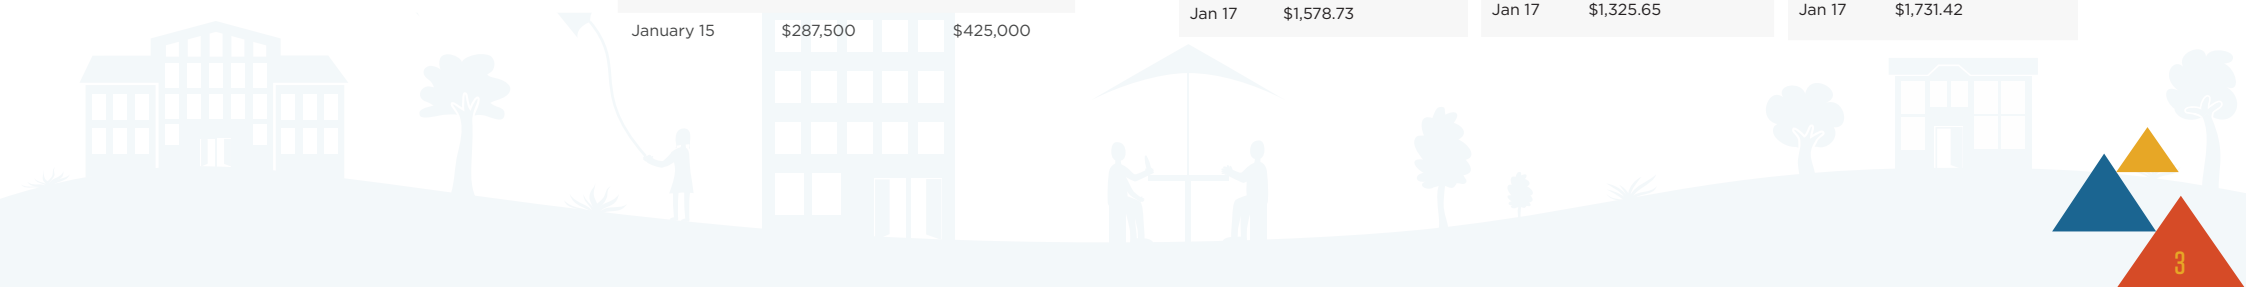 January 15 $287,500 $425,000
Jan 17 $1,578.73
Jan 17 $1,325.65
Jan 17 $1,731.42
3